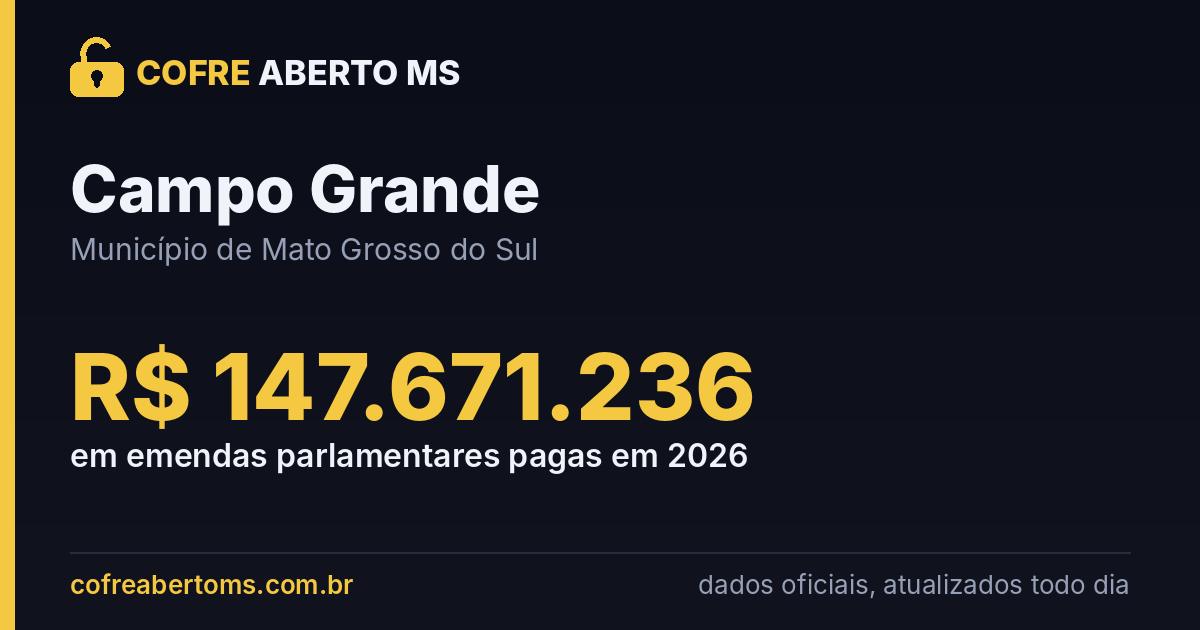 COFRE ABERTO MS
Campo Grande
Município de Mato Grosso do Sul
R$ 147.671.236
em emendas parlamentares pagas em 2026
cofreabertoms.com.br
dados oficiais, atualizados todo dia